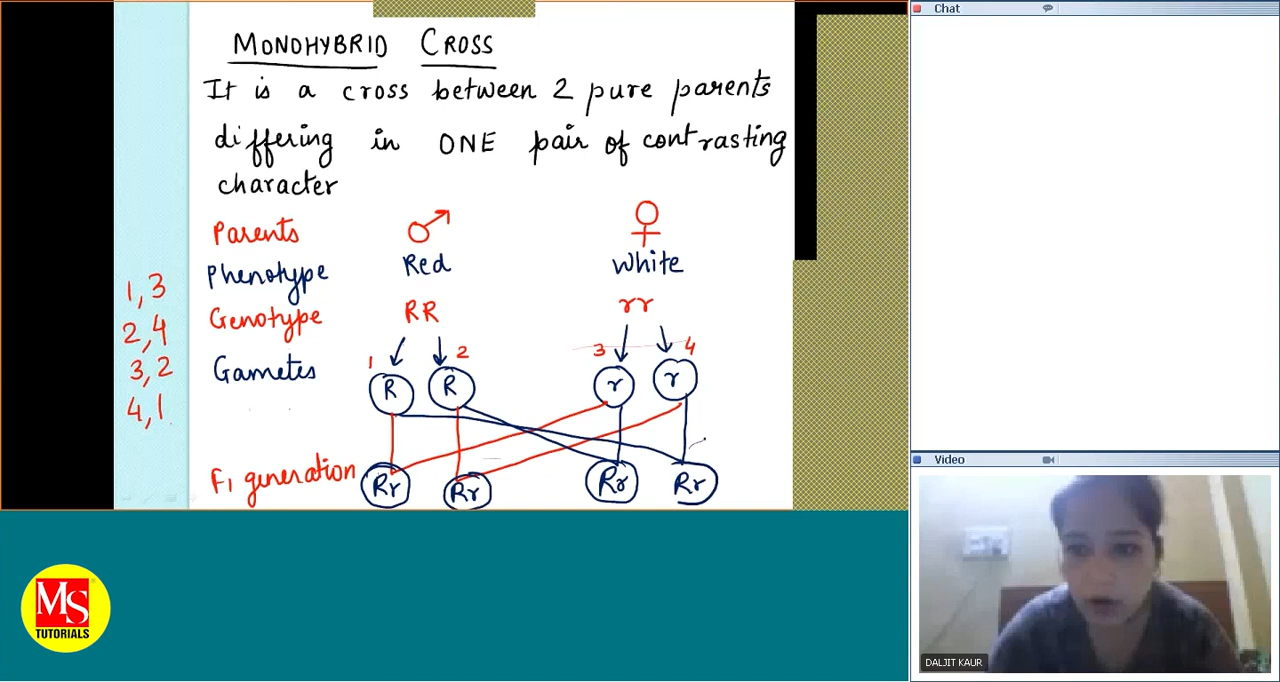 MONOHYBRID CROSS
It is a cross between 2 pure parents
differing in ONE pair of contrasting
character
Parents ♂ ♀
Phenotype Red White
Genotype RR rr
1 2 3 4
Gametes R R r r
F1 generation Rr Rr Rr Rr
1,3
2,4
3,2
4,1
MS
TUTORIALS
Chat
Video
DALJIT KAUR